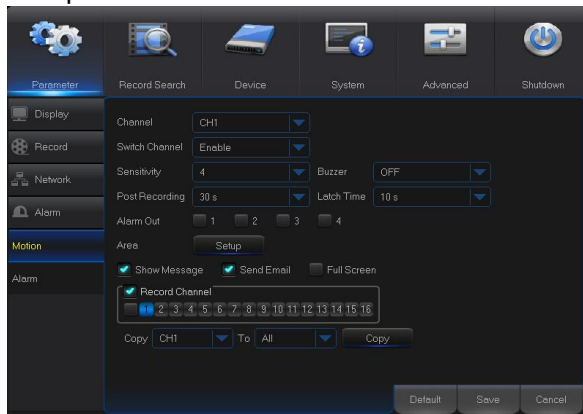 Parameter Record Search Device System Advanced Shutdown
Display
Record
Network
Alarm
Motion
Alarm
Channel CH1
Switch Channel Enable
Sensitivity 4 Buzzer OFF
Post Recording 30 s Latch Time 10 s
Alarm Out 1 2 3 4
Area Setup
Show Message Send Email Full Screen
Record Channel
1 2 3 4 5 6 7 8 9 10 11 12 13 14 15 16
Copy CH1 To All Copy
Default Save Cancel